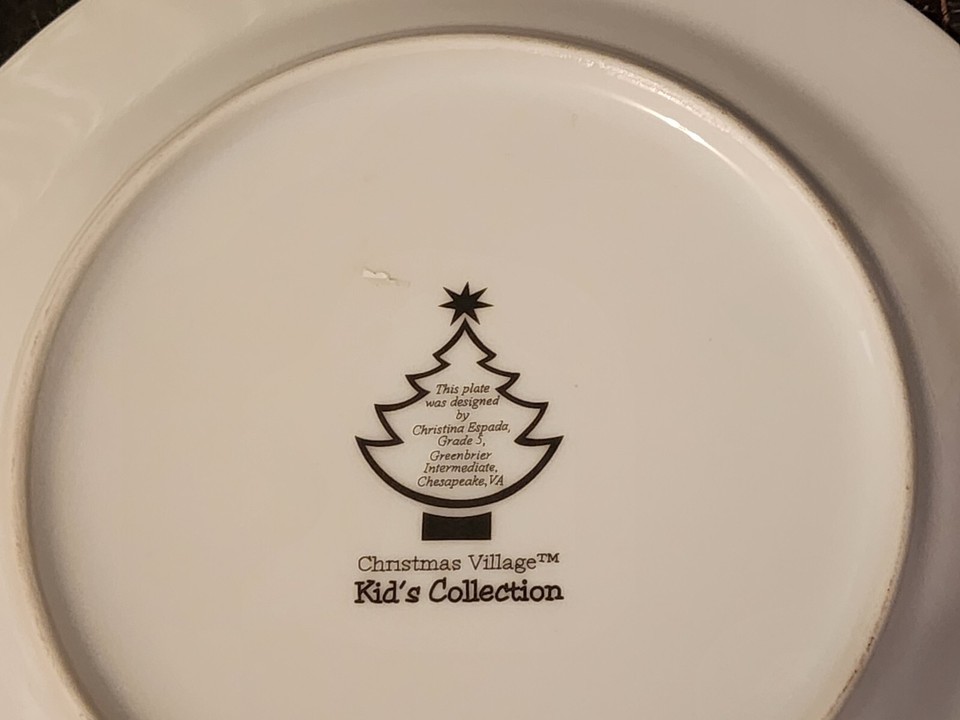 This plate
was designed
by
Christina Espada,
Grade 5,
Greenbrier
Intermediate,
Chesapeake, VA
Christmas Village™
Kid's Collection